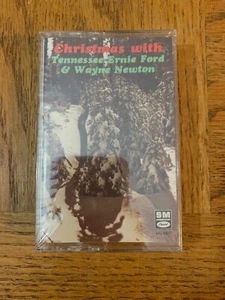 Christmas with
Tennessee Ernie Ford
& Wayne Newton
SM